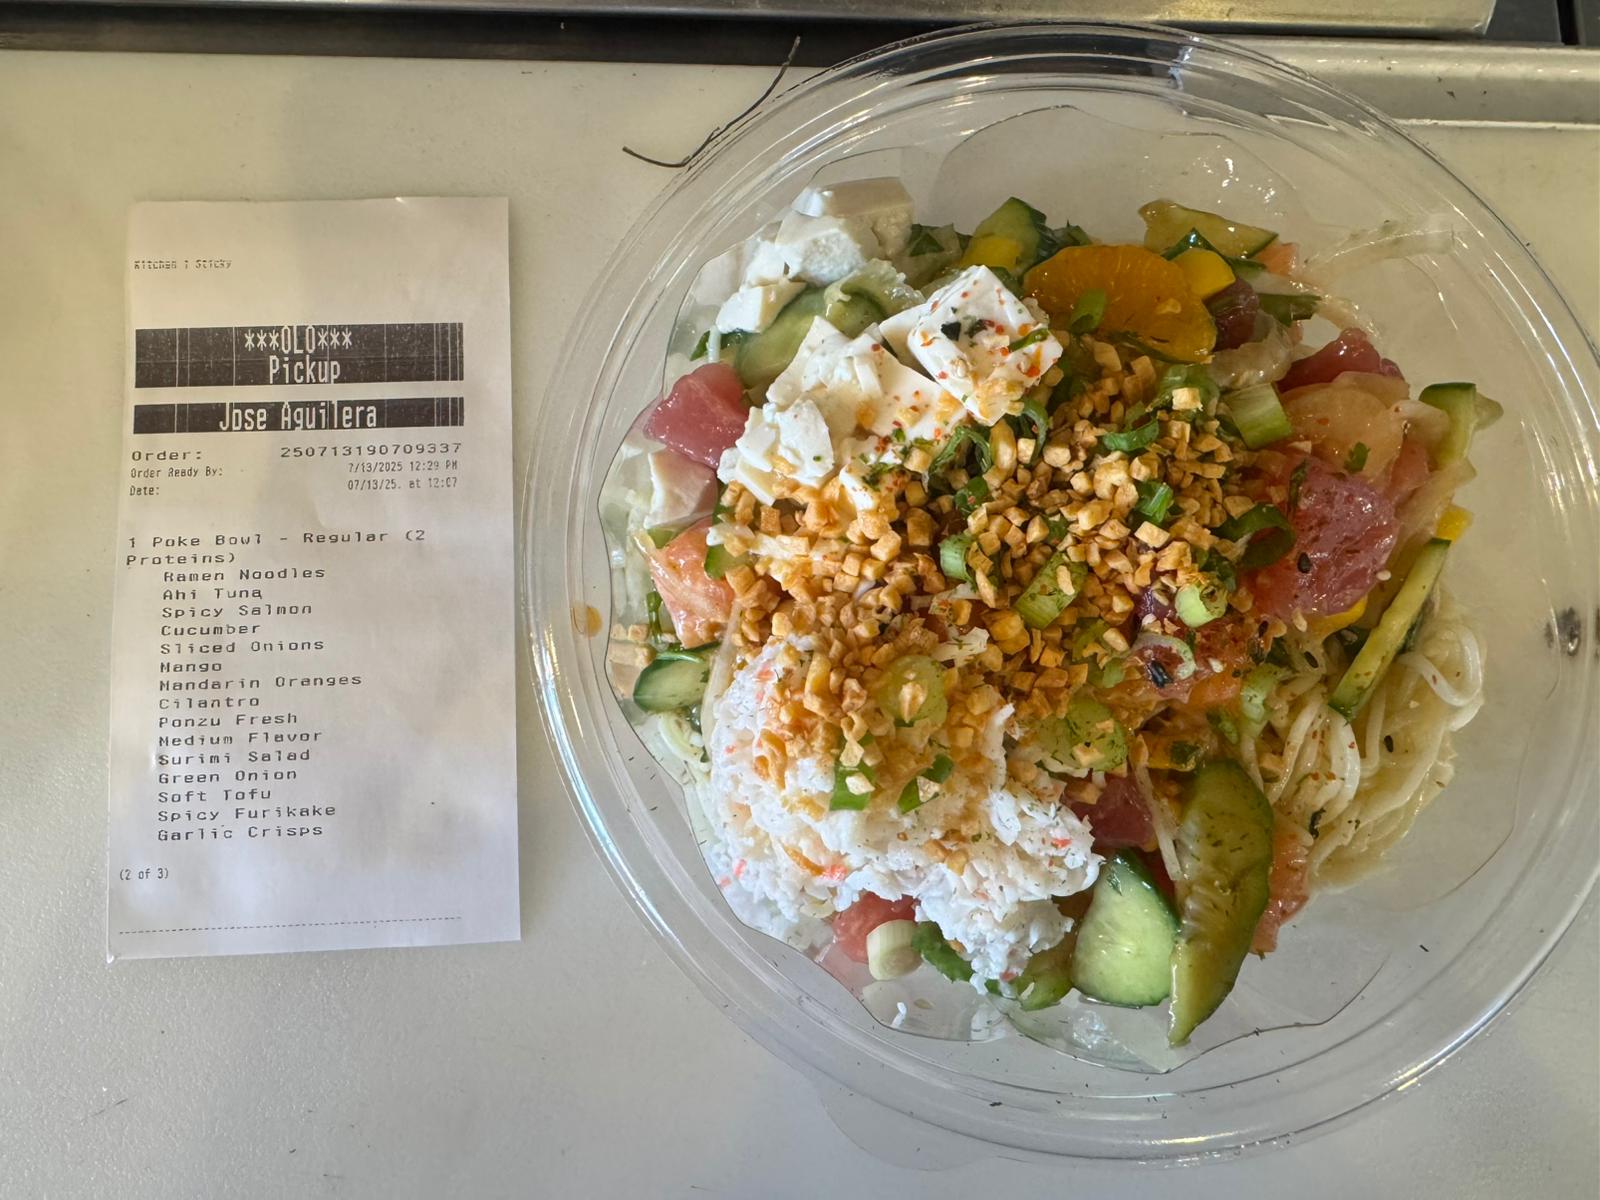 Kitchen 1 Sticky
***OLO***
Pickup
Jose Aguilera
Order: 250713190709337
Order Ready By: 7/13/2025 12:29 PM
Date: 07/13/25. at 12:07
1 Poke Bowl - Regular (2
Proteins)
Ramen Noodles
Ahi Tuna
Spicy Salmon
Cucumber
Sliced Onions
Mango
Mandarin Oranges
Cilantro
Ponzu Fresh
Medium Flavor
Surimi Salad
Green Onion
Soft Tofu
Spicy Furikake
Garlic Crisps
(2 of 3)